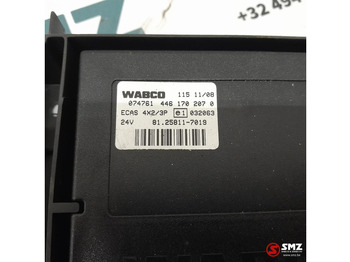 +32 494
WABCO 115 11/08
074761 446 170 207 0
ECAS 4X2/3P e1 032063
24V 81.25811-7019
SMZ